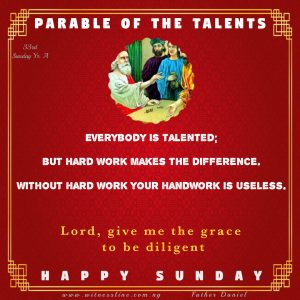 PARABLE OF THE TALENTS
33rd
Sunday Yr. A
EVERYBODY IS TALENTED;
BUT HARD WORK MAKES THE DIFFERENCE.
WITHOUT HARD WORK YOUR HANDWORK IS USELESS.
Lord, give me the grace
to be diligent
HAPPY SUNDAY
www.witnessline.com.ng
Father Daniel